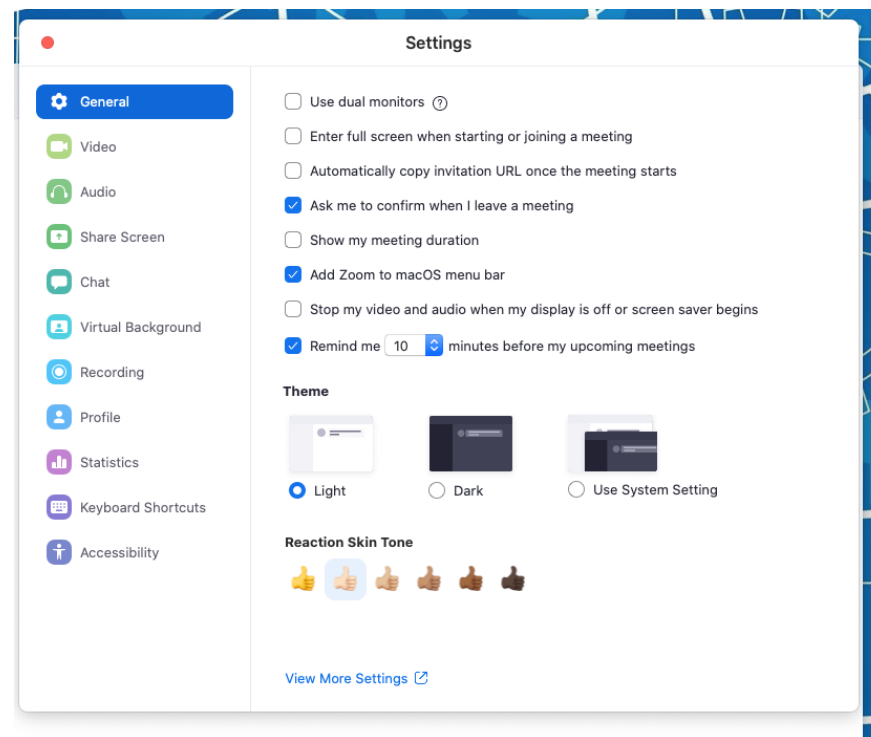 Settings
General
Video
Audio
Share Screen
Chat
Virtual Background
Recording
Profile
Statistics
Keyboard Shortcuts
Accessibility
Use dual monitors ?
Enter full screen when starting or joining a meeting
Automatically copy invitation URL once the meeting starts
Ask me to confirm when I leave a meeting
Show my meeting duration
Add Zoom to macOS menu bar
Stop my video and audio when my display is off or screen saver begins
Remind me 10 minutes before my upcoming meetings
Theme
Light Dark Use System Setting
Reaction Skin Tone
View More Settings